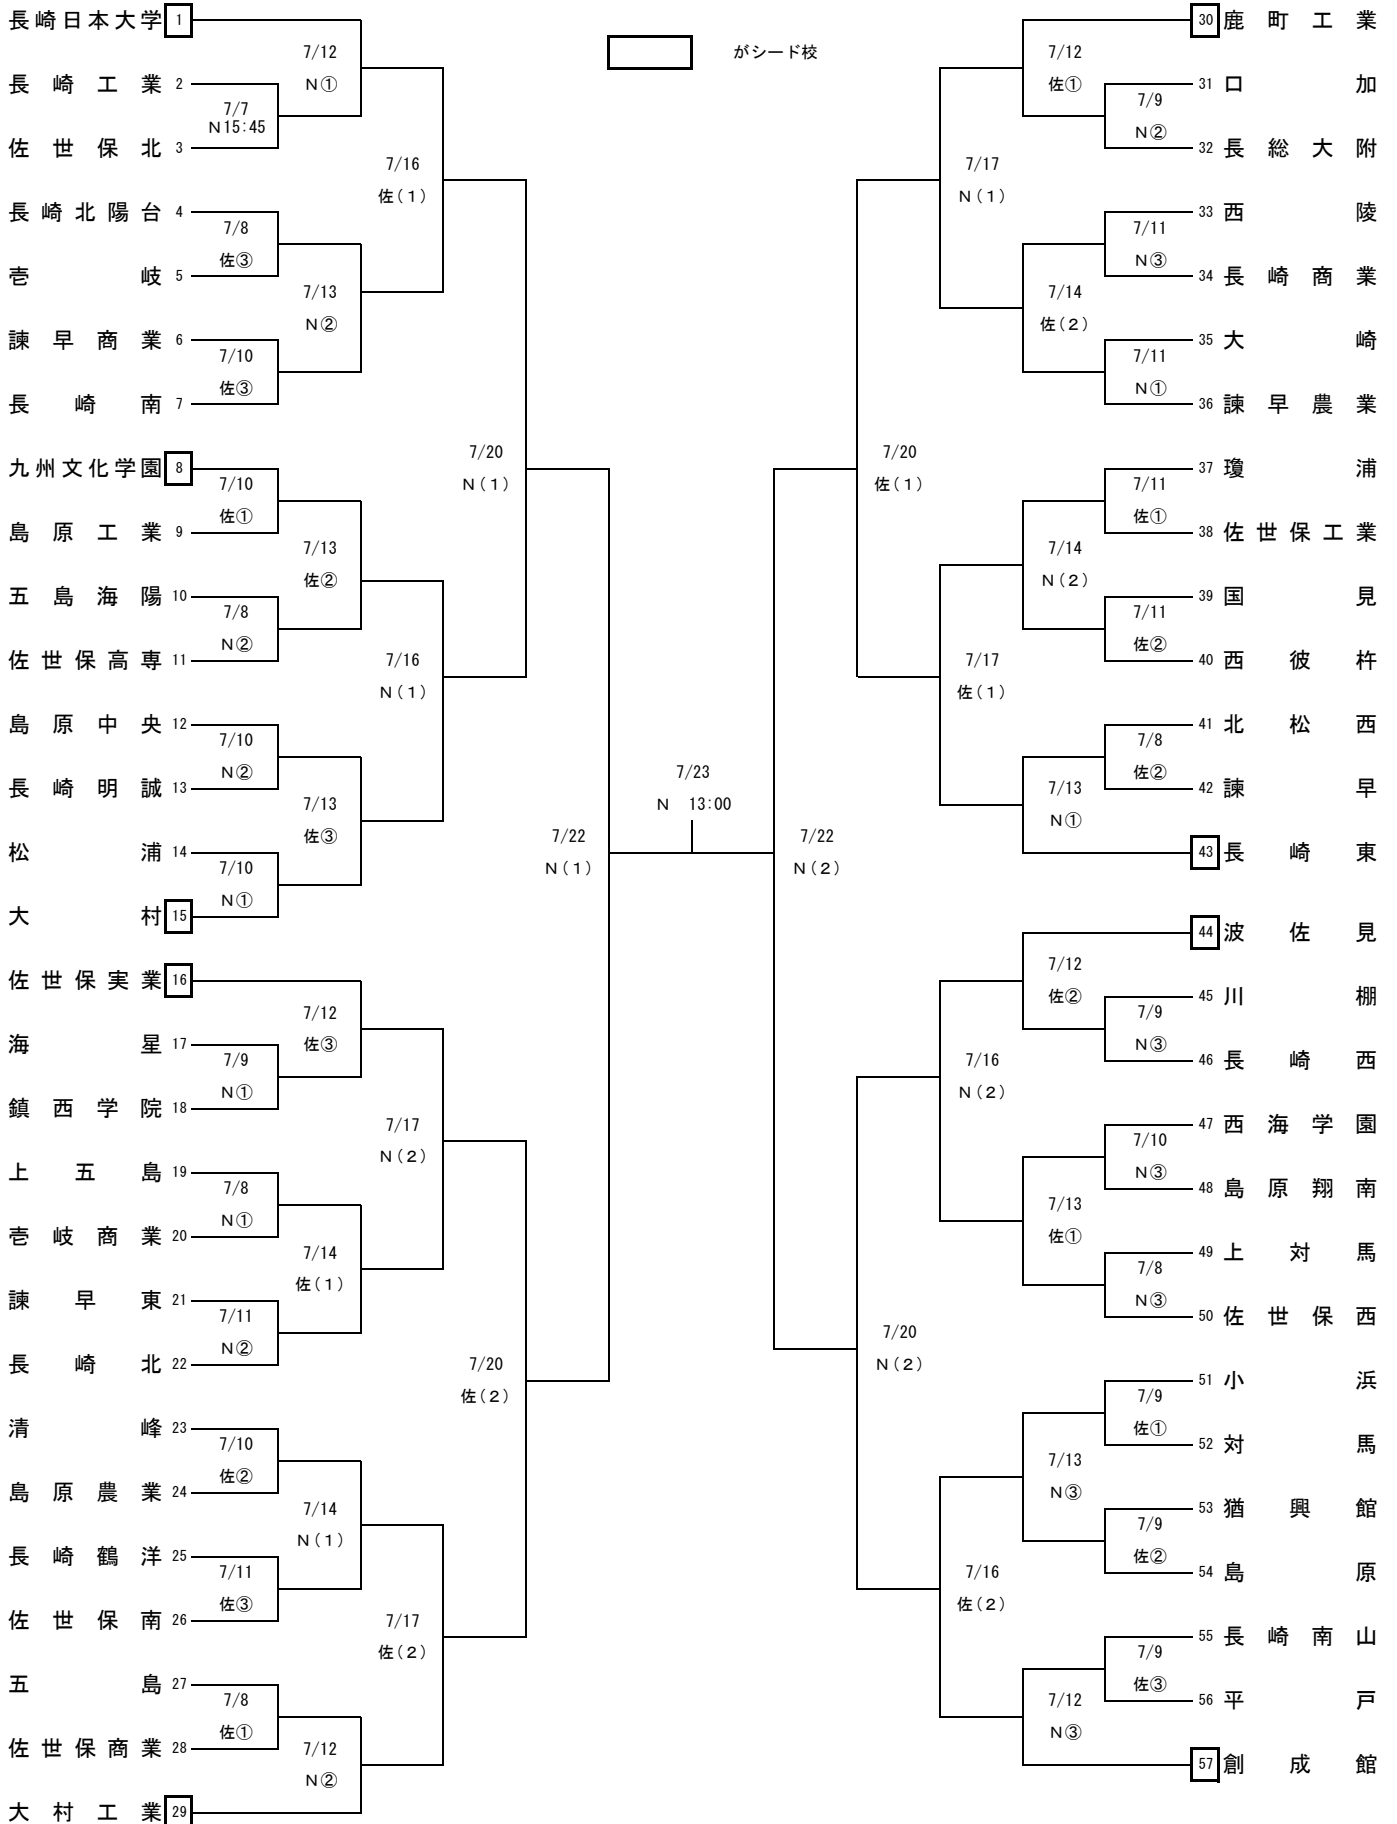 長崎日本大学 1
長崎工業 2
佐世保北 3
長崎北陽台 4
壱岐 5
諫早商業 6
長崎南 7
九州文化学園 8
島原工業 9
五島海陽 10
佐世保高専 11
島原中央 12
長崎明誠 13
松浦 14
大村 15
佐世保実業 16
海星 17
鎮西学院 18
上五島 19
壱岐商業 20
諫早東 21
長崎北 22
清峰 23
島原農業 24
長崎鶴洋 25
佐世保南 26
五島 27
佐世保商業 28
大村工業 29
7/7
N15:45
7/8
佐③
7/10
佐③
7/10
佐①
7/8
N②
7/10
N②
7/10
N①
7/9
N①
7/8
N①
7/11
N②
7/10
佐②
7/11
佐③
7/8
佐①
7/12
N①
7/13
N②
7/13
佐②
7/13
佐③
7/12
佐③
7/14
佐(1)
7/14
N(1)
7/12
N②
7/16
佐(1)
7/16
N(1)
7/17
N(2)
7/17
佐(2)
7/20
N(1)
7/20
佐(2)
7/22
N(1)
がシード校
7/23
N 13:00
7/22
N(2)
7/20
佐(1)
7/20
N(2)
7/17
N(1)
7/17
佐(1)
7/16
N(2)
7/16
佐(2)
7/12
佐①
7/14
佐(2)
7/14
N(2)
7/13
N①
7/12
佐②
7/13
佐①
7/13
N③
7/12
N③
7/9
N②
7/11
N③
7/11
N①
7/11
佐①
7/11
佐②
7/8
佐②
7/9
N③
7/10
N③
7/8
N③
7/9
佐①
7/9
佐②
7/9
佐③
30 鹿町工業
31 口加
32 長総大附
33 西陵
34 長崎商業
35 大崎
36 諫早農業
37 瓊浦
38 佐世保工業
39 国見
40 西彼杵
41 北松西
42 諫早
43 長崎東
44 波佐見
45 川棚
46 長崎西
47 西海学園
48 島原翔南
49 上対馬
50 佐世保西
51 小浜
52 対馬
53 猶興館
54 島原
55 長崎南山
56 平戸
57 創成館